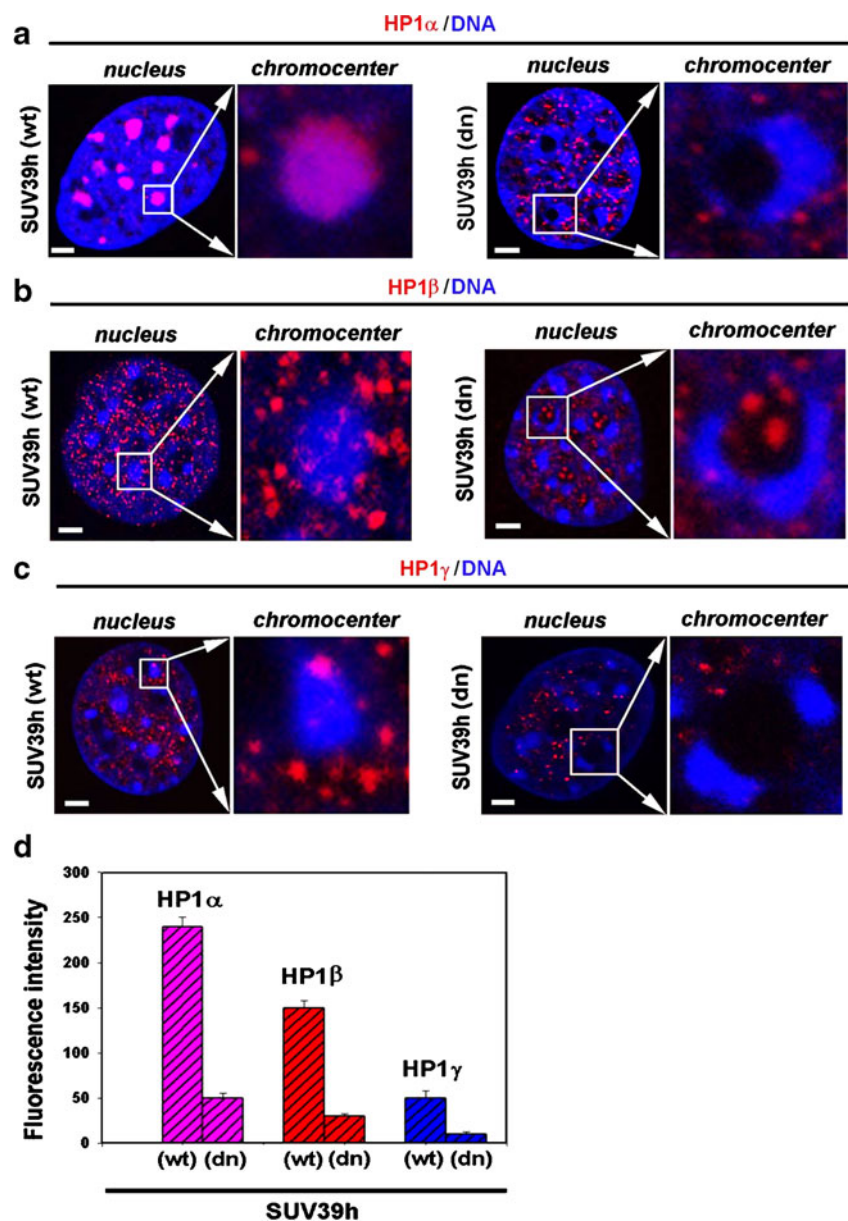 a
HP1α/DNA
nucleus chromocenter nucleus chromocenter
SUV39h (wt)
SUV39h (dn)
b
HP1β/DNA
nucleus chromocenter nucleus chromocenter
SUV39h (wt)
SUV39h (dn)
c
HP1γ/DNA
nucleus chromocenter nucleus chromocenter
SUV39h (wt)
SUV39h (dn)
d
Fluorescence intensity
300
250
200
150
100
50
0
HP1α
HP1β
HP1γ
(wt) (dn) (wt) (dn) (wt) (dn)
SUV39h